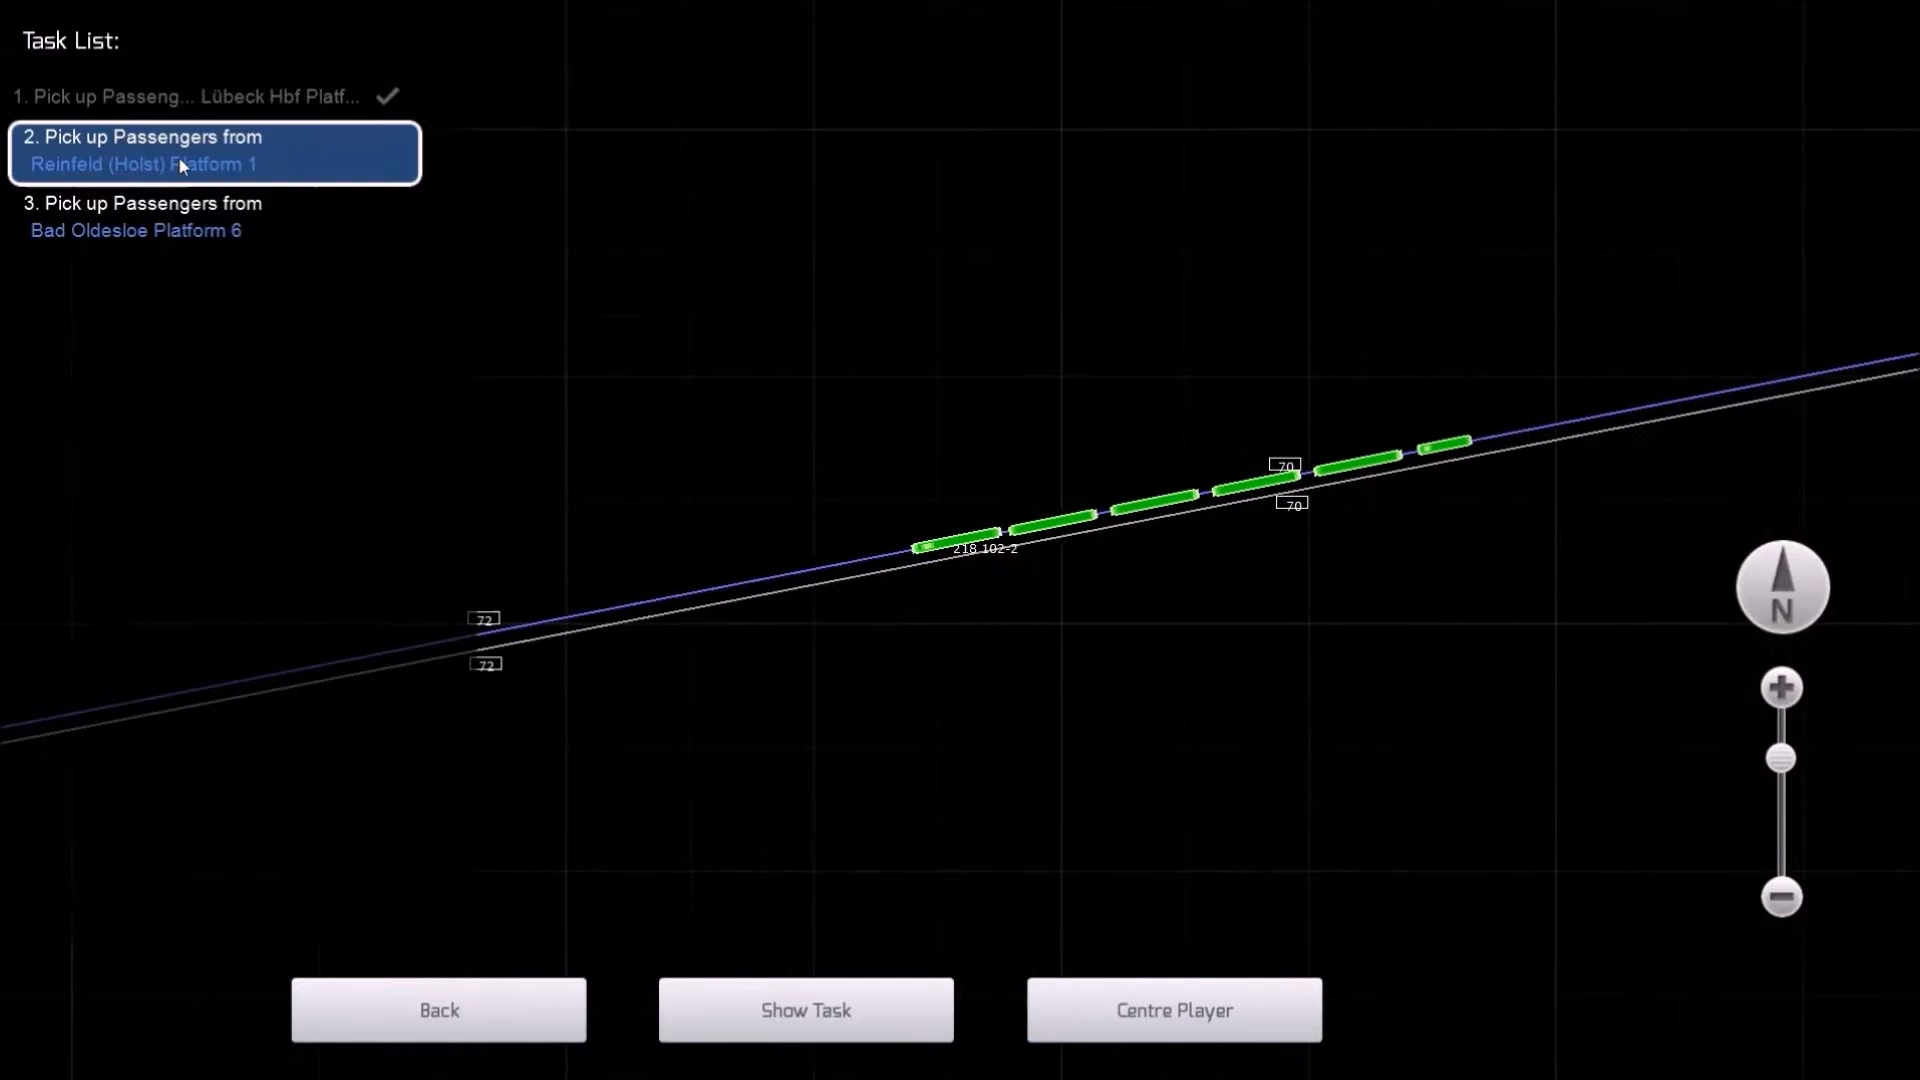 Task List:
1. Pick up Passeng... Lübeck Hbf Platf...
2. Pick up Passengers from
Reinfeld (Holst) Platform 1
3. Pick up Passengers from
Bad Oldesloe Platform 6
70
70
218 102-2
72
72
N
Back
Show Task
Centre Player